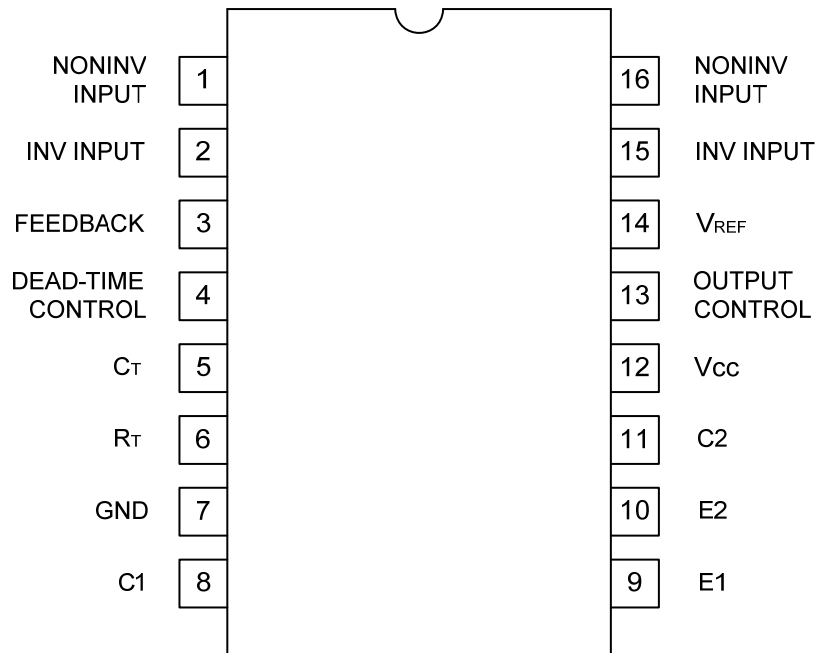 NONINV
INPUT
1
16
NONINV
INPUT
INV INPUT
2
15
INV INPUT
FEEDBACK
3
14
VREF
DEAD-TIME
CONTROL
4
13
OUTPUT
CONTROL
CT
5
12
Vcc
RT
6
11
C2
GND
7
10
E2
C1
8
9
E1